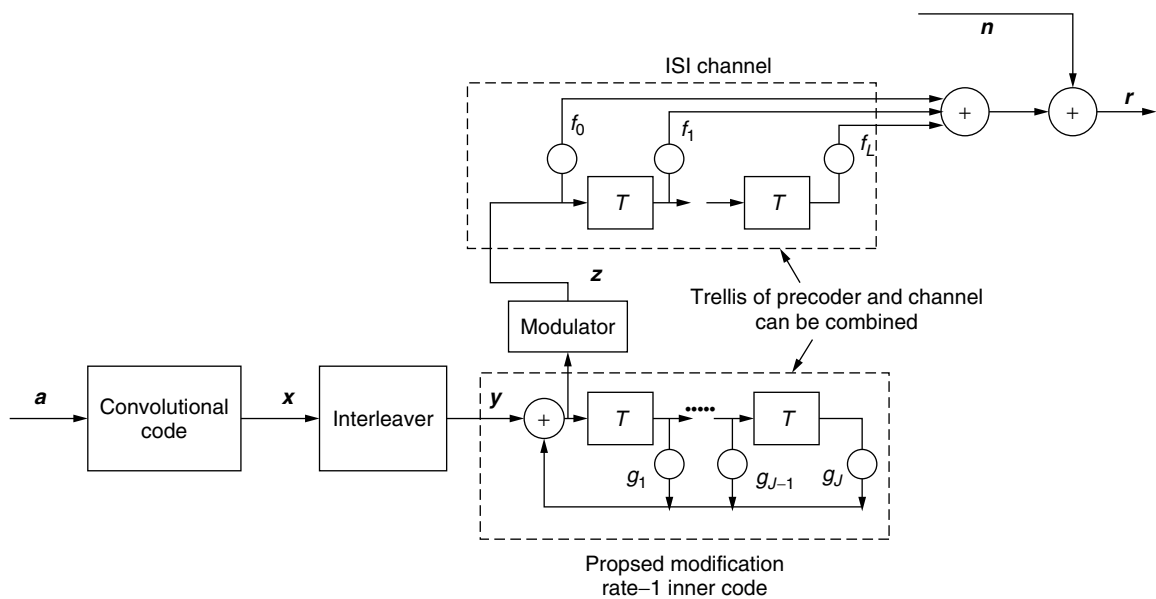 n
ISI channel
+
+
r
f0
f1
fL
T
T
z
Trellis of precoder and channel
can be combined
Modulator
a
Convolutional
code
x
Interleaver
y
+
T
.....
T
g1
gJ−1
gJ
Propsed modification
rate−1 inner code